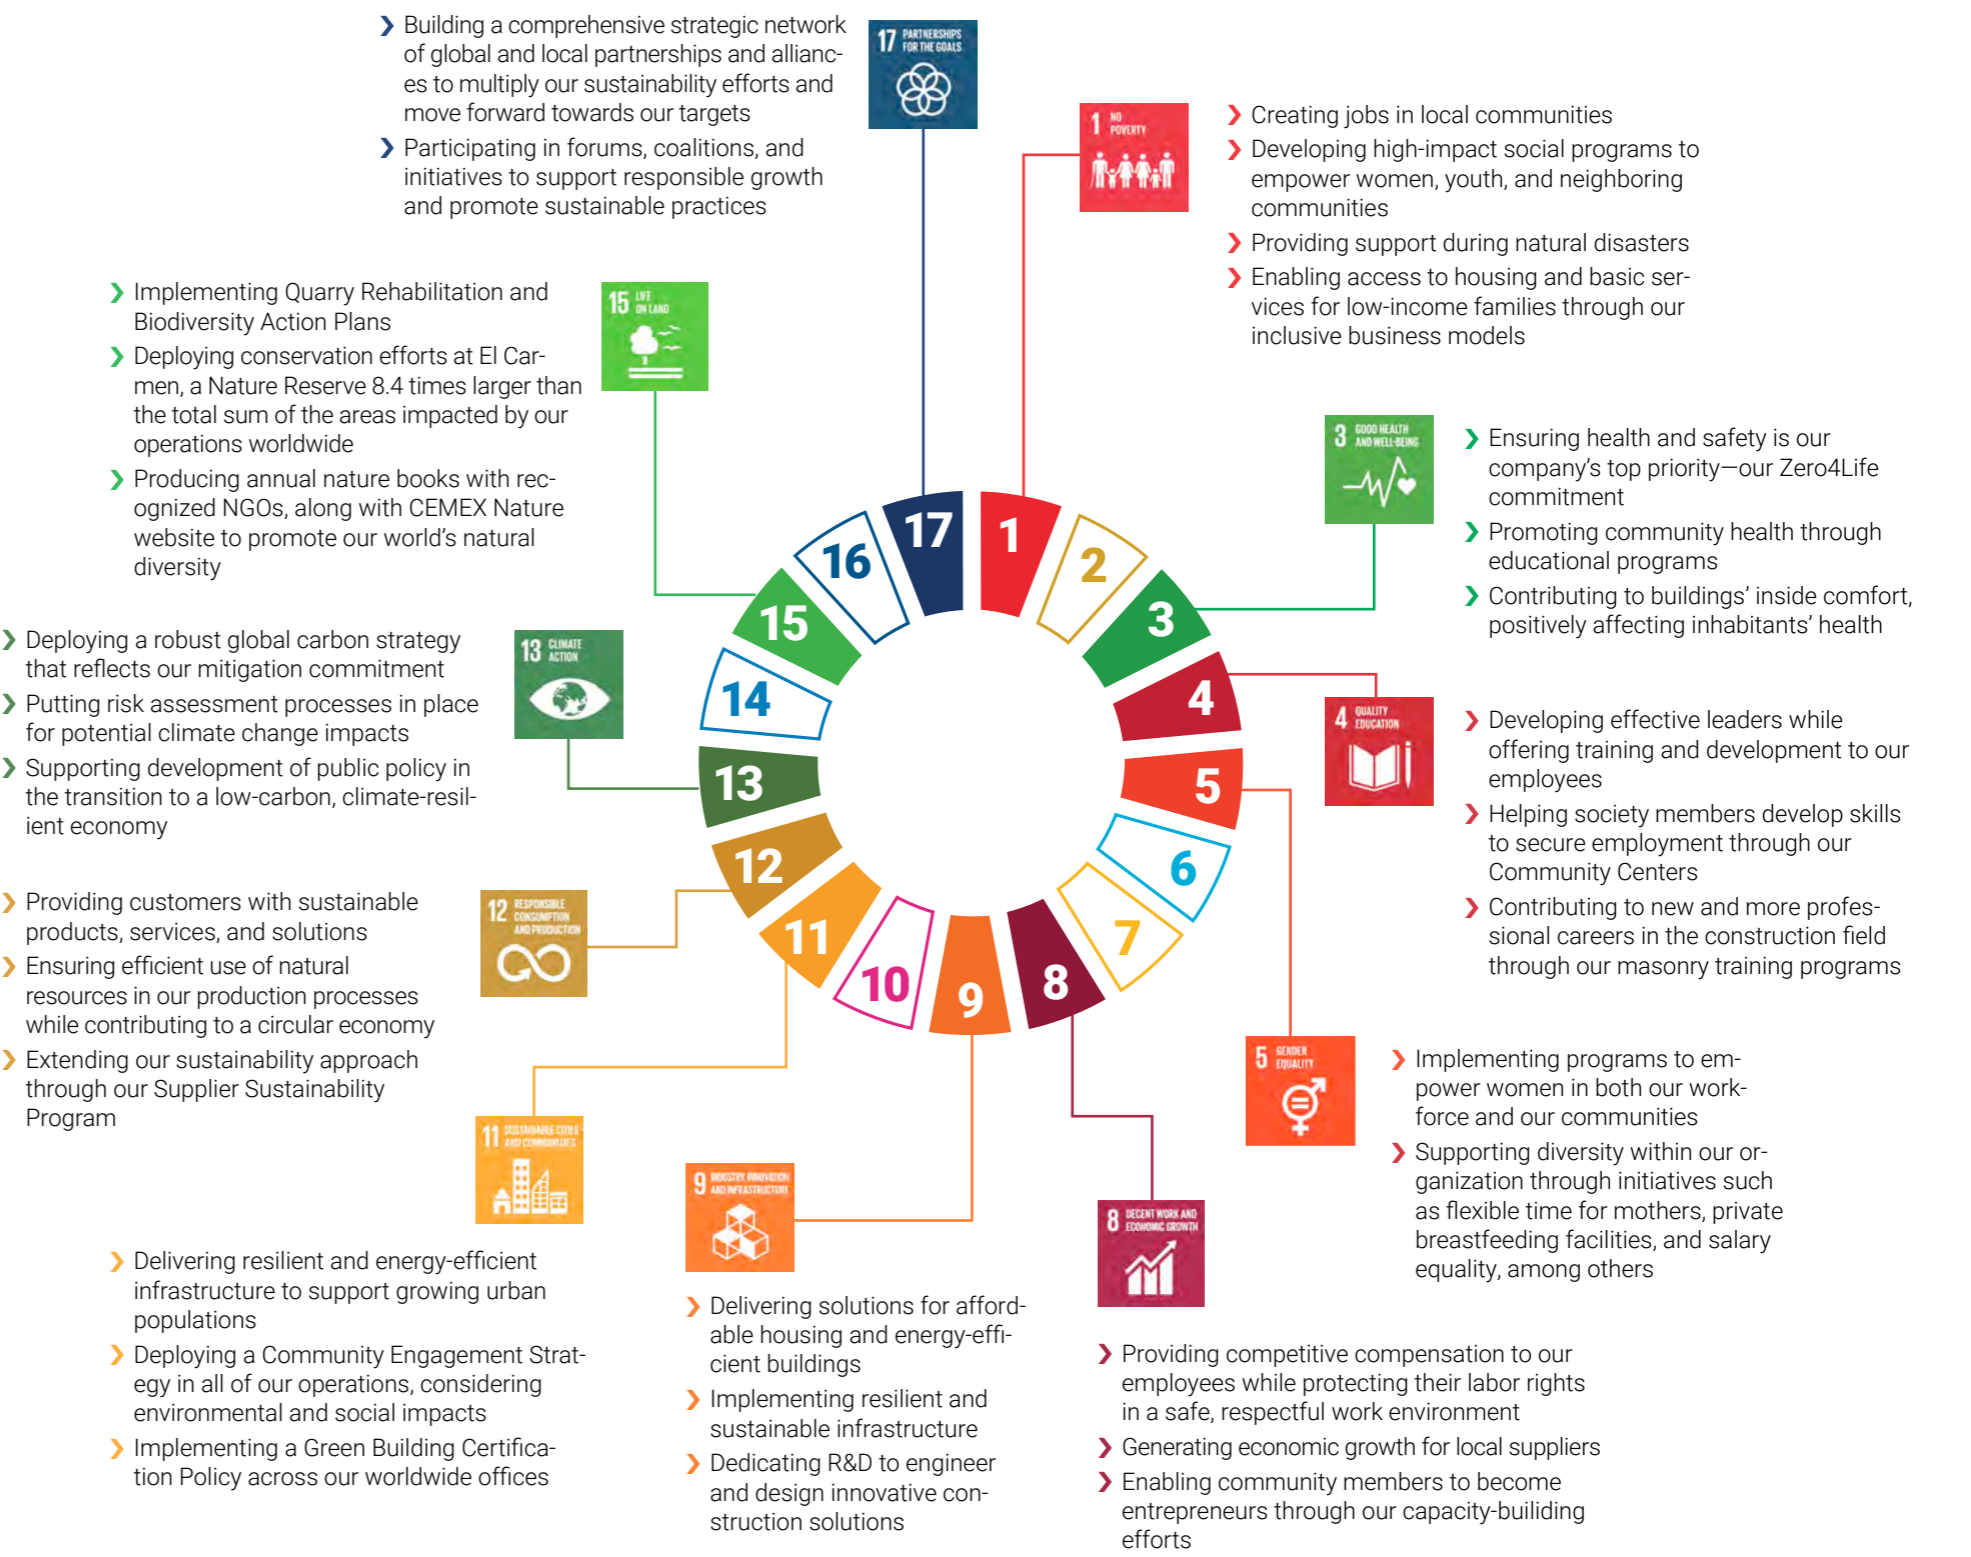 Building a comprehensive strategic network
of global and local partnerships and allianc-
es to multiply our sustainability efforts and
move forward towards our targets
Participating in forums, coalitions, and
initiatives to support responsible growth
and promote sustainable practices
17 PARTNERSHIPS
FOR THE GOALS
1 NO
POVERTY
Creating jobs in local communities
Developing high-impact social programs to
empower women, youth, and neighboring
communities
Providing support during natural disasters
Enabling access to housing and basic ser-
vices for low-income families through our
inclusive business models
Implementing Quarry Rehabilitation and
Biodiversity Action Plans
Deploying conservation efforts at El Car-
men, a Nature Reserve 8.4 times larger than
the total sum of the areas impacted by our
operations worldwide
Producing annual nature books with rec-
ognized NGOs, along with CEMEX Nature
website to promote our world's natural
diversity
15 LIFE
ON LAND
3 GOOD HEALTH
AND WELL-BEING
Ensuring health and safety is our
company's top priority—our Zero4Life
commitment
Promoting community health through
educational programs
Contributing to buildings' inside comfort,
positively affecting inhabitants' health
17
1
2
3
4
5
6
7
8
9
10
11
12
13
14
15
16
Deploying a robust global carbon strategy
that reflects our mitigation commitment
Putting risk assessment processes in place
for potential climate change impacts
Supporting development of public policy in
the transition to a low-carbon, climate-resil-
ient economy
13 CLIMATE
ACTION
4 QUALITY
EDUCATION
Developing effective leaders while
offering training and development to our
employees
Helping society members develop skills
to secure employment through our
Community Centers
Contributing to new and more profes-
sional careers in the construction field
through our masonry training programs
Providing customers with sustainable
products, services, and solutions
Ensuring efficient use of natural
resources in our production processes
while contributing to a circular economy
Extending our sustainability approach
through our Supplier Sustainability
Program
12 RESPONSIBLE
CONSUMPTION
AND PRODUCTION
5 GENDER
EQUALITY
Implementing programs to em-
power women in both our work-
force and our communities
Supporting diversity within our or-
ganization through initiatives such
as flexible time for mothers, private
breastfeeding facilities, and salary
equality, among others
11 SUSTAINABLE CITIES
AND COMMUNITIES
Delivering resilient and energy-efficient
infrastructure to support growing urban
populations
Deploying a Community Engagement Strat-
egy in all of our operations, considering
environmental and social impacts
Implementing a Green Building Certifica-
tion Policy across our worldwide offices
9 INDUSTRY, INNOVATION
AND INFRASTRUCTURE
Delivering solutions for afford-
able housing and energy-effi-
cient buildings
Implementing resilient and
sustainable infrastructure
Dedicating R&D to engineer
and design innovative con-
struction solutions
8 DECENT WORK AND
ECONOMIC GROWTH
Providing competitive compensation to our
employees while protecting their labor rights
in a safe, respectful work environment
Generating economic growth for local suppliers
Enabling community members to become
entrepreneurs through our capacity-buiilding
efforts